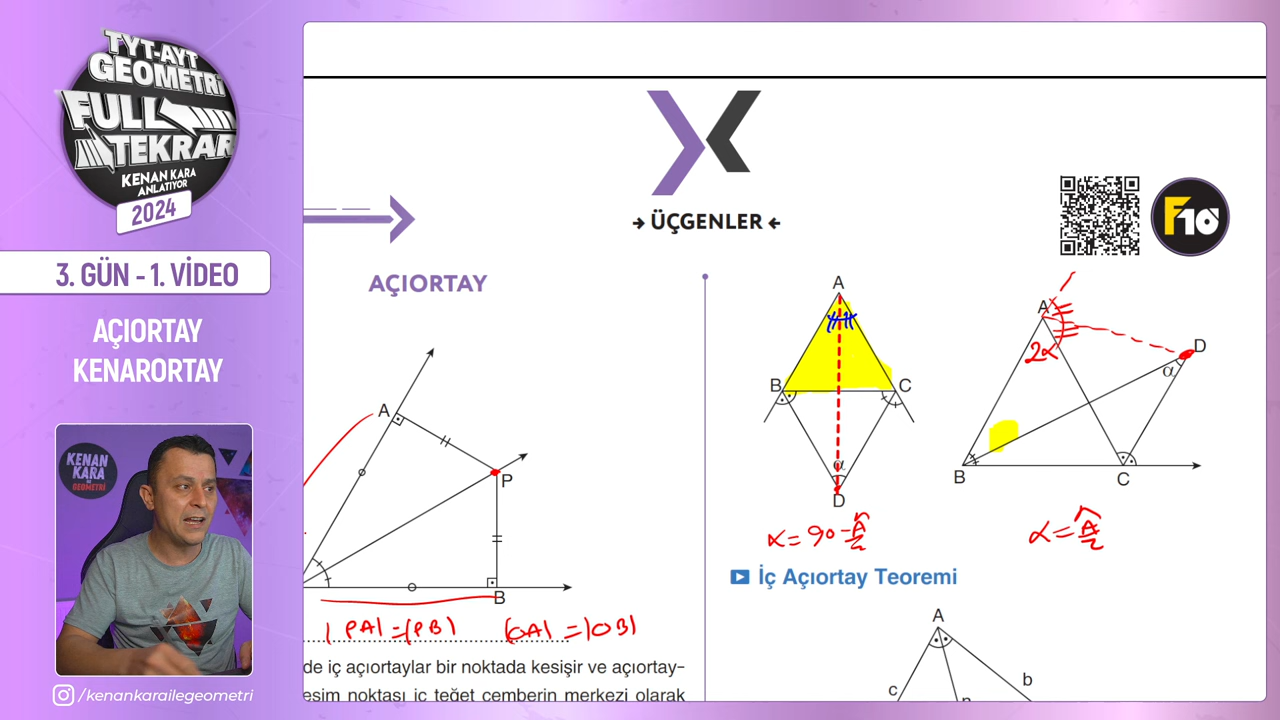 TYT-AYT
GEOMETRİ
FULL
TEKRAR
KENAN KARA
ANLATIYOR
2024
3. GÜN - 1. VİDEO
AÇIORTAY
KENARORTAY
KENAN
KARA
GEOMETRİ
/kenankarailegeometri
ÜÇGENLER
F10
AÇIORTAY
A
P
B
|PA|=|PB| |OA|=|OB|
de iç açıortaylar bir noktada kesişir ve açıortay-
esim noktası iç teğet çemberin merkezi olarak
A
B
C
α
D
α=90-A/2
A
2α
D
α
B
C
α=A/2
İç Açıortay Teoremi
A
c
b
n